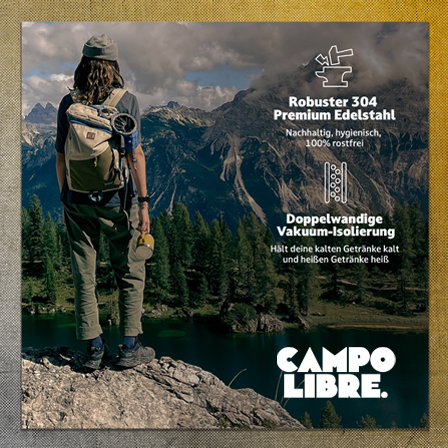 Robuster 304
Premium Edelstahl
Nachhaltig, hygienisch,
100% rostfrei
Doppelwandige
Vakuum-Isolierung
Hält deine kalten Getränke kalt
und heißen Getränke heiß
CAMPO
LIBRE.